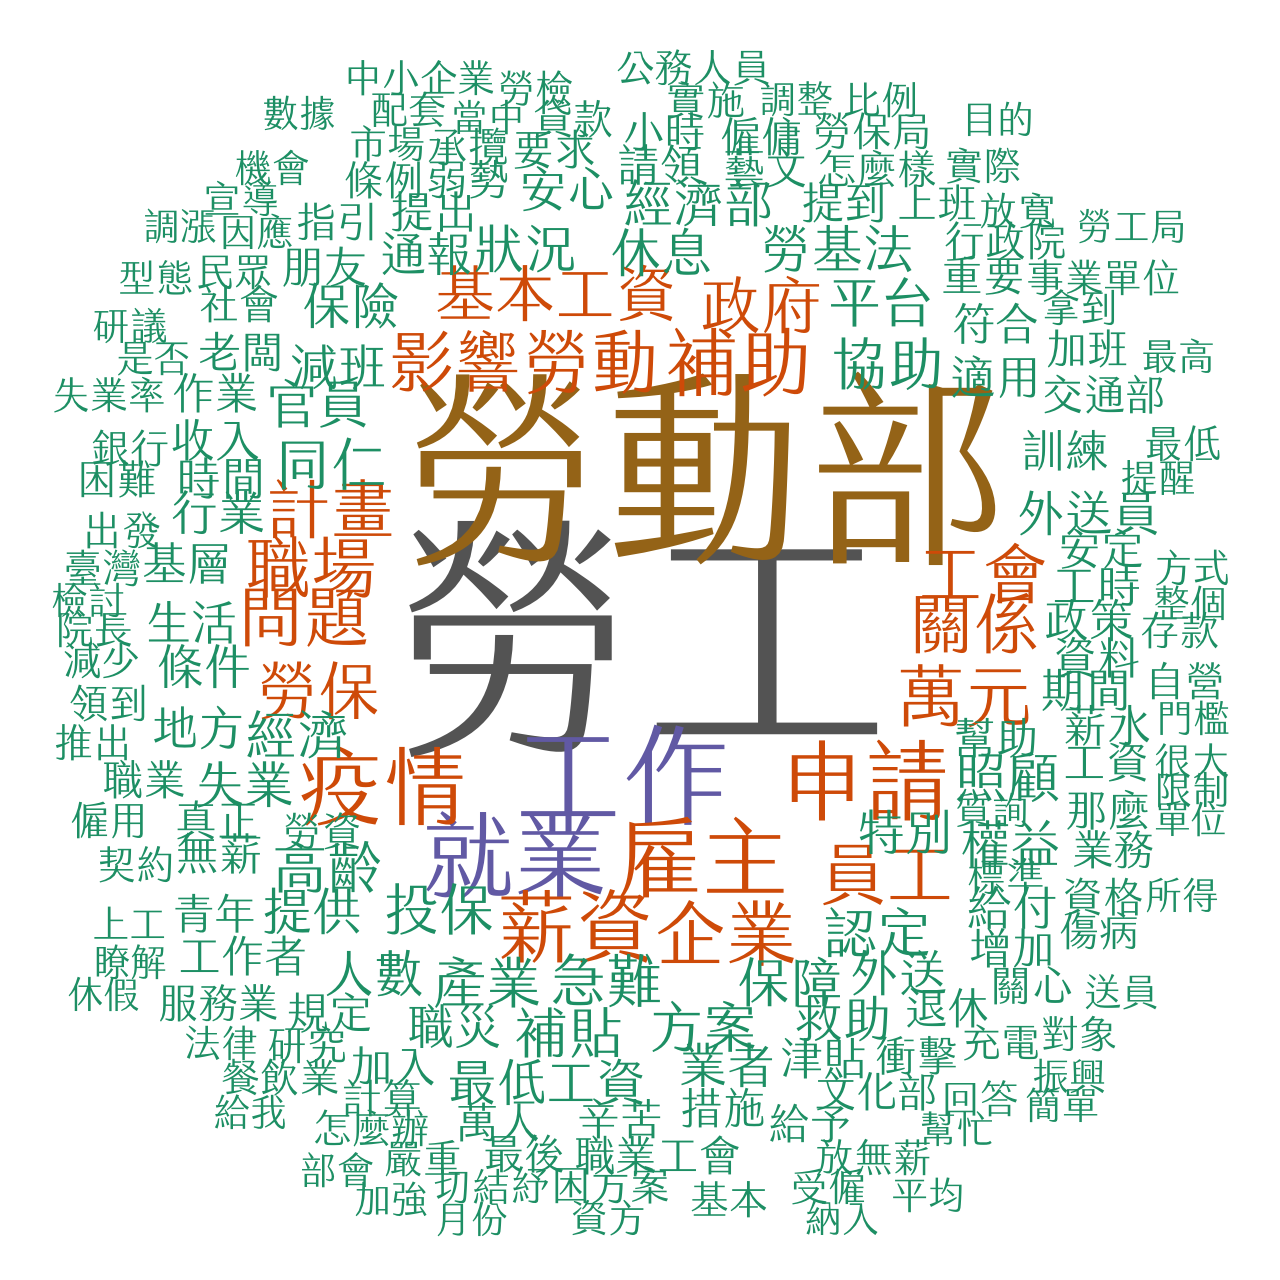 中小企業 勞檢 公務人員
數據 配套 當中 貸款 實施 調整 比例 目的
市場 承攬 要求 小時 僱傭 勞保局
機會 條例 弱勢 安心 請領 藝文 怎麼樣 實際
宣導 指引 提出 經濟部 提到 上班 放寬
調漲 因應 通報 狀況 休息 勞基法 行政院 勞工局
型態 民眾 朋友 基本工資 政府 平台 重要 事業單位
研議 社會 保險 符合 拿到
是否 老闆 減班 影響 勞動 補助 協助 適用 加班 最高
失業率 作業 官員 勞動部 交通部
銀行 收入 同仁 訓練 最低
困難 時間 提醒
出發 行業 計畫 外送員
臺灣 基層 職場 工會 安定 方式
檢討 問題 勞工 工時 整個
院長 生活 關係 政策 存款
減少 條件 勞保 萬元 資料 自營
領到 地方 經濟 期間 薪水 門檻
推出 幫助
職業 失業 疫情 工作 申請 照顧 工資 很大 限制
僱用 真正 勞資 就業 雇主 特別 質詢 那麼 單位
契約 無薪 高齡 員工 權益 標準 業務
上工 青年 提供 投保 薪資 企業 認定 給付 資格 所得
瞭解 工作者 增加 傷病
休假 服務業 人數 產業 急難 保障 外送 關心 送員
規定 職災 補貼 方案 救助 退休
法律 研究 充電 對象
餐飲業 加入 最低工資 業者 津貼 衝擊 振興
給我 計算 萬人 辛苦 措施 文化部 回答 簡單
怎麼辦 給予 幫忙
部會 嚴重 最後 職業工會 放無薪
加強 切結 紓困方案 基本 受僱 平均
月份 資方 納入